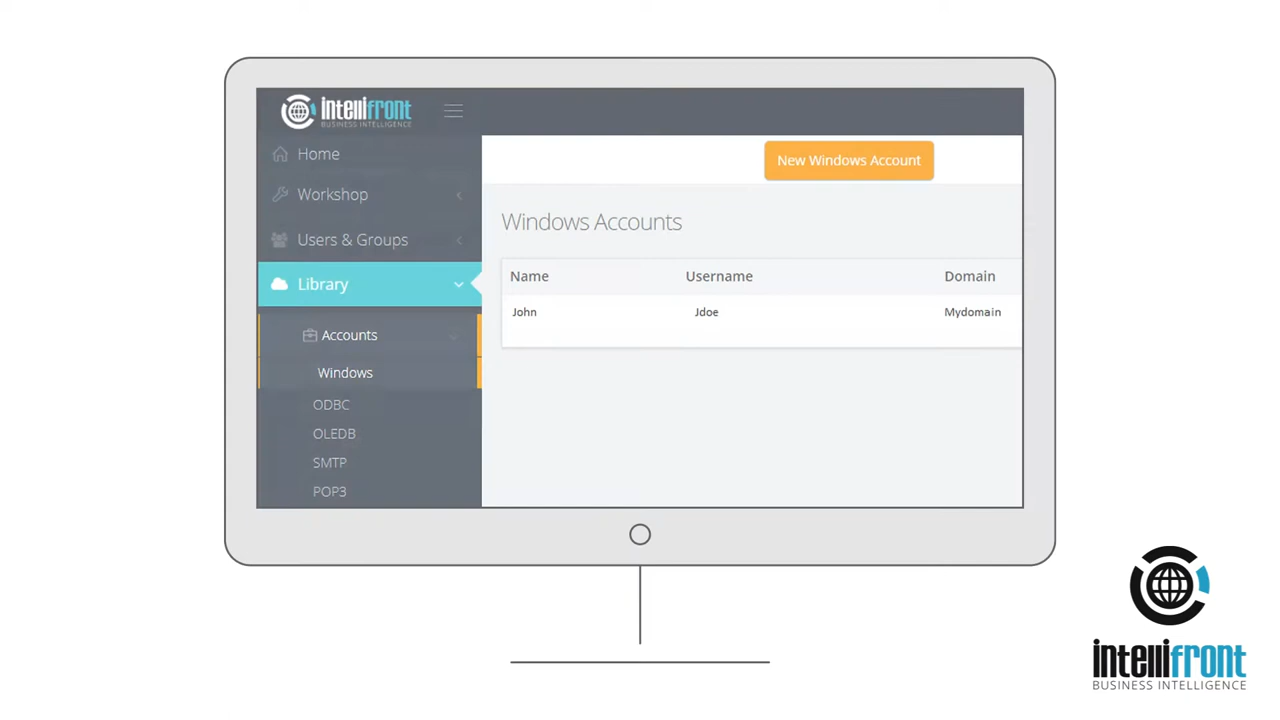 intellifront
BUSINESS INTELLIGENCE
Home
Workshop
Users & Groups
Library
Accounts
Windows
ODBC
OLEDB
SMTP
POP3
New Windows Account
Windows Accounts
Name Username Domain
John Jdoe Mydomain
intellifront
BUSINESS INTELLIGENCE